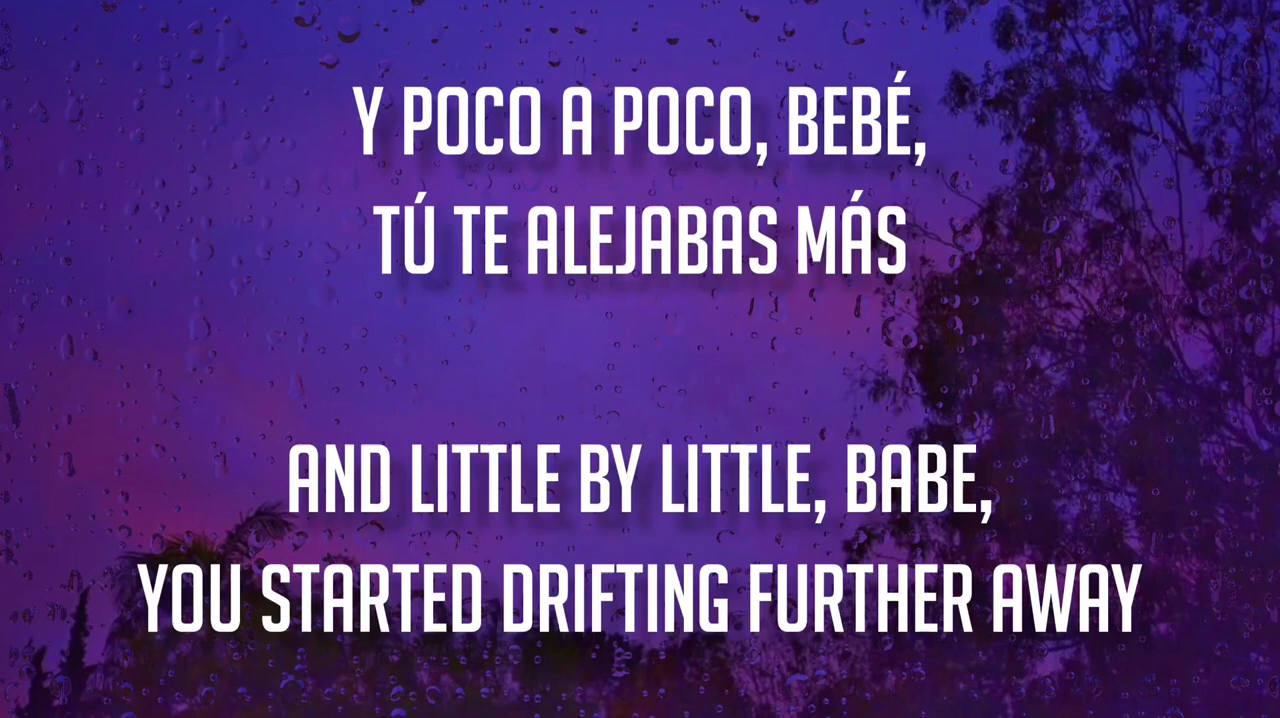 Y POCO A POCO, BEBÉ,
TÚ TE ALEJABAS MÁS
AND LITTLE BY LITTLE, BABE,
YOU STARTED DRIFTING FURTHER AWAY